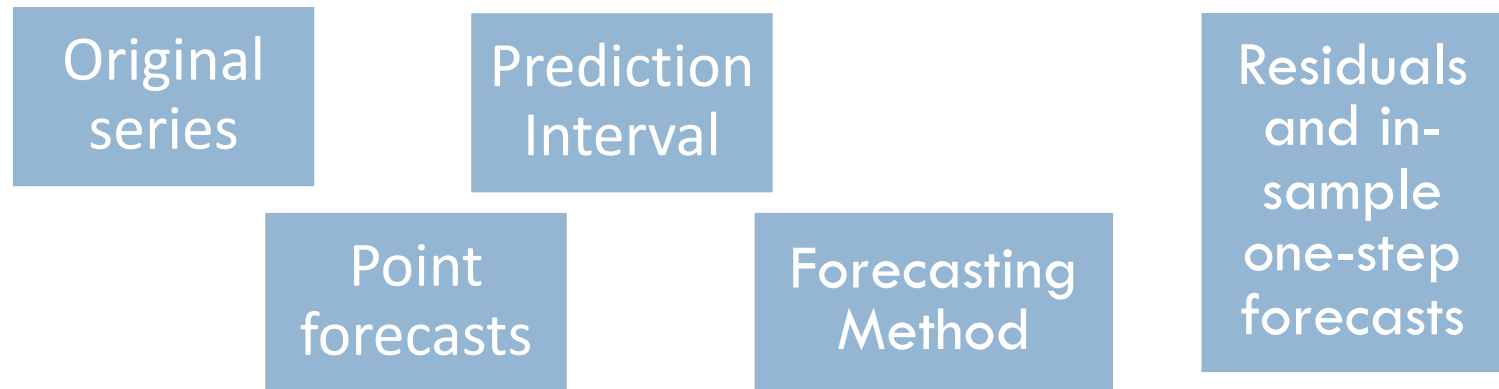 Original
series
Prediction
Interval
Point
forecasts
Forecasting
Method
Residuals
and in-
sample
one-step
forecasts